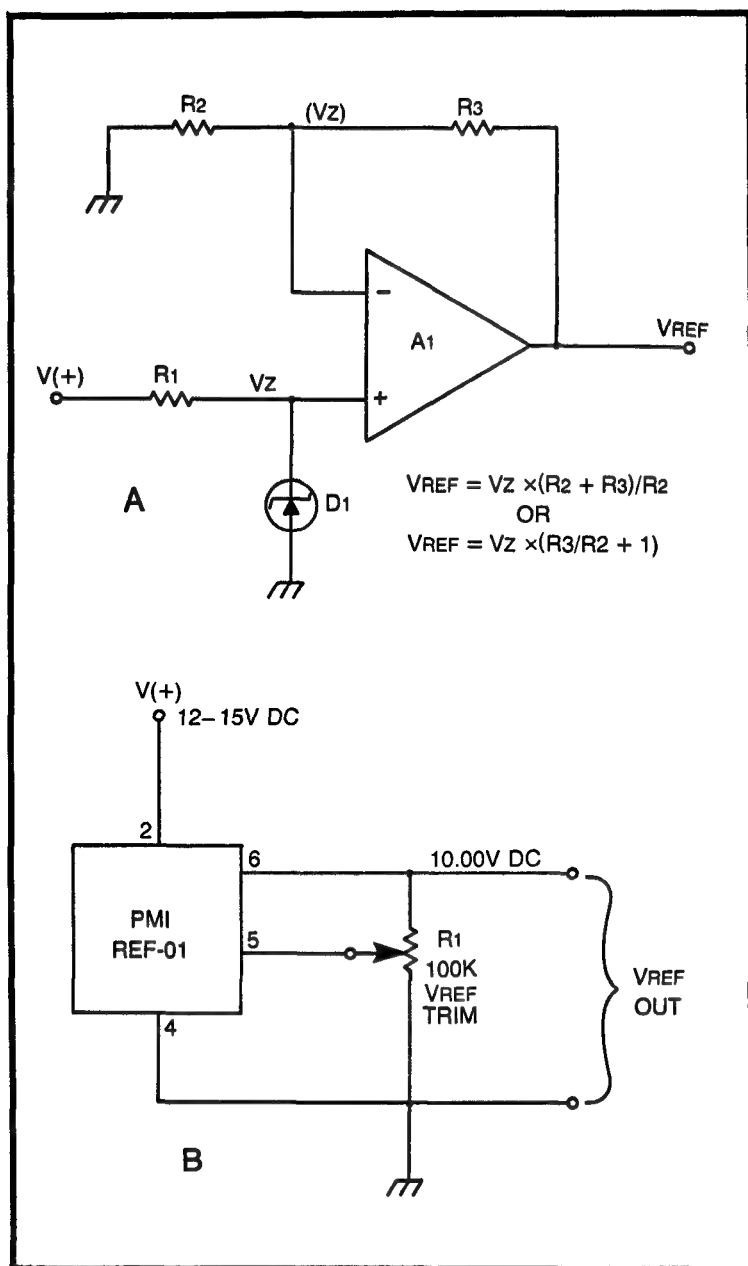 R2
(VZ)
R3
−
A1
VREF
V(+)
R1
VZ
+
A
D1
VREF = VZ ×(R2 + R3)/R2
OR
VREF = VZ ×(R3/R2 + 1)
V(+)
12–15V DC
2
6
10.00V DC
PMI
REF-01
5
R1
100K
VREF
TRIM
VREF
OUT
4
B